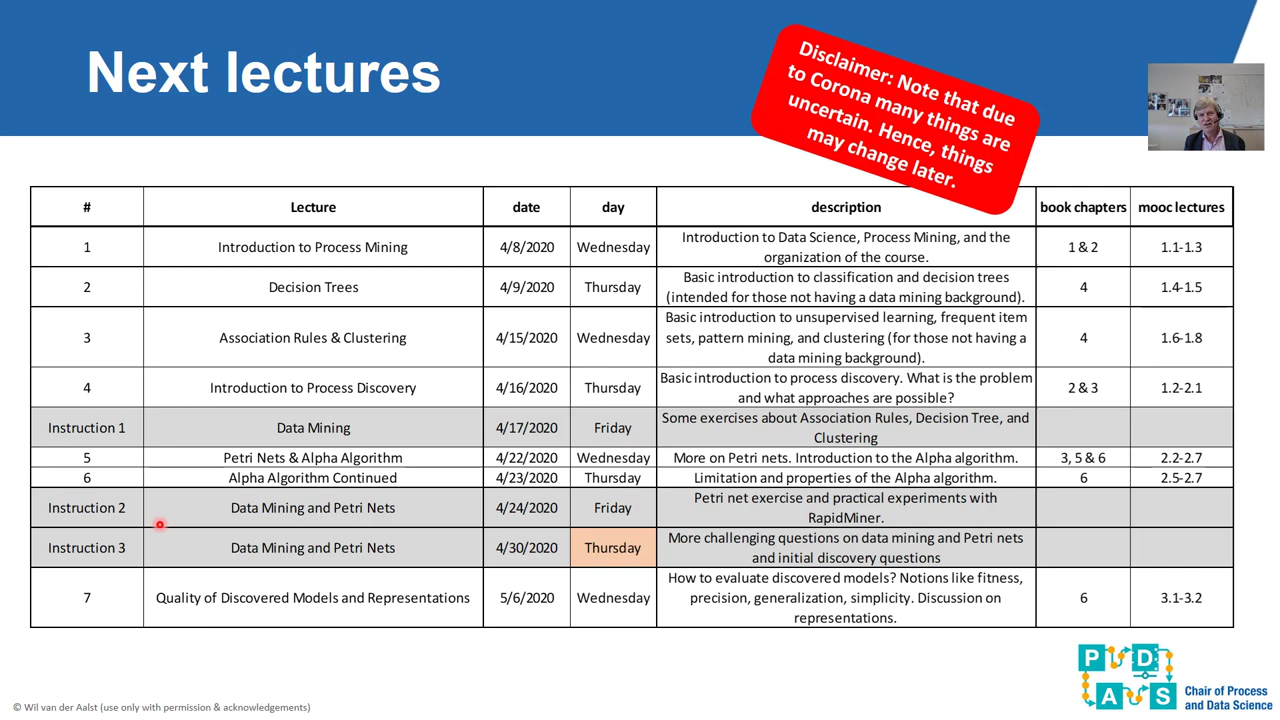 Next lectures
Disclaimer: Note that due
to Corona many things are
uncertain. Hence, things
may change later.
# Lecture date day description book chapters mooc lectures
1 Introduction to Process Mining 4/8/2020 Wednesday Introduction to Data Science, Process Mining, and the
organization of the course. 1 & 2 1.1-1.3
2 Decision Trees 4/9/2020 Thursday Basic introduction to classification and decision trees
(intended for those not having a data mining background). 4 1.4-1.5
3 Association Rules & Clustering 4/15/2020 Wednesday Basic introduction to unsupervised learning, frequent item
sets, pattern mining, and clustering (for those not having a
data mining background). 4 1.6-1.8
4 Introduction to Process Discovery 4/16/2020 Thursday Basic introduction to process discovery. What is the problem
and what approaches are possible? 2 & 3 1.2-2.1
Instruction 1 Data Mining 4/17/2020 Friday Some exercises about Association Rules, Decision Tree, and
Clustering
5 Petri Nets & Alpha Algorithm 4/22/2020 Wednesday More on Petri nets. Introduction to the Alpha algorithm. 3, 5 & 6 2.2-2.7
6 Alpha Algorithm Continued 4/23/2020 Thursday Limitation and properties of the Alpha algorithm. 6 2.5-2.7
Instruction 2 Data Mining and Petri Nets 4/24/2020 Friday Petri net exercise and practical experiments with
RapidMiner.
Instruction 3 Data Mining and Petri Nets 4/30/2020 Thursday More challenging questions on data mining and Petri nets
and initial discovery questions
7 Quality of Discovered Models and Representations 5/6/2020 Wednesday How to evaluate discovered models? Notions like fitness,
precision, generalization, simplicity. Discussion on
representations. 6 3.1-3.2
P D
A S
Chair of Process
and Data Science
© Wil van der Aalst (use only with permission & acknowledgements)